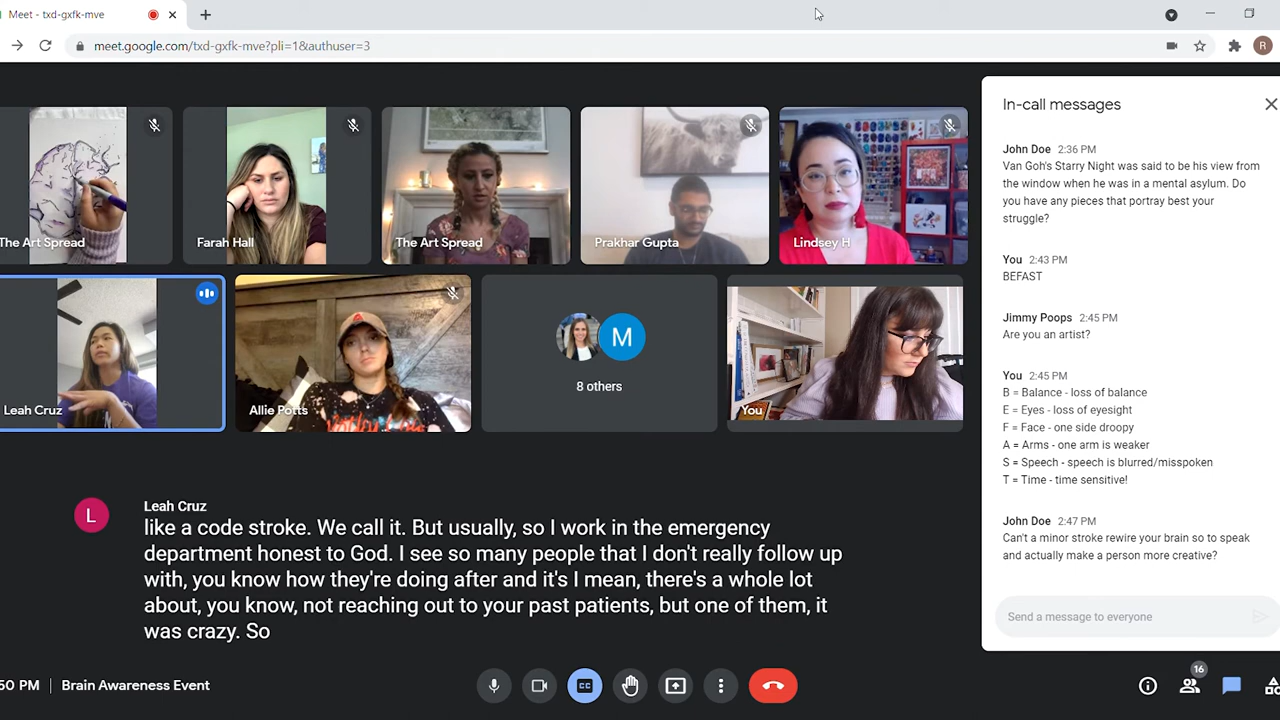 Meet - txd-gxfk-mve
meet.google.com/txd-gxfk-mve?pli=1&authuser=3
R
In-call messages
The Art Spread
Farah Hall
The Art Spread
Prakhar Gupta
Lindsey H
Leah Cruz
Allie Potts
M
8 others
You
John Doe 2:36 PM
Van Goh's Starry Night was said to be his view from
the window when he was in a mental asylum. Do
you have any pieces that portray best your
struggle?
You 2:43 PM
BEFAST
Jimmy Poops 2:45 PM
Are you an artist?
You 2:45 PM
B = Balance - loss of balance
E = Eyes - loss of eyesight
F = Face - one side droopy
A = Arms - one arm is weaker
S = Speech - speech is blurred/misspoken
T = Time - time sensitive!
John Doe 2:47 PM
Can't a minor stroke rewire your brain so to speak
and actually make a person more creative?
Send a message to everyone
L
Leah Cruz
like a code stroke. We call it. But usually, so I work in the emergency
department honest to God. I see so many people that I don't really follow up
with, you know how they're doing after and it's I mean, there's a whole lot
about, you know, not reaching out to your past patients, but one of them, it
was crazy. So
50 PM | Brain Awareness Event
CC
16